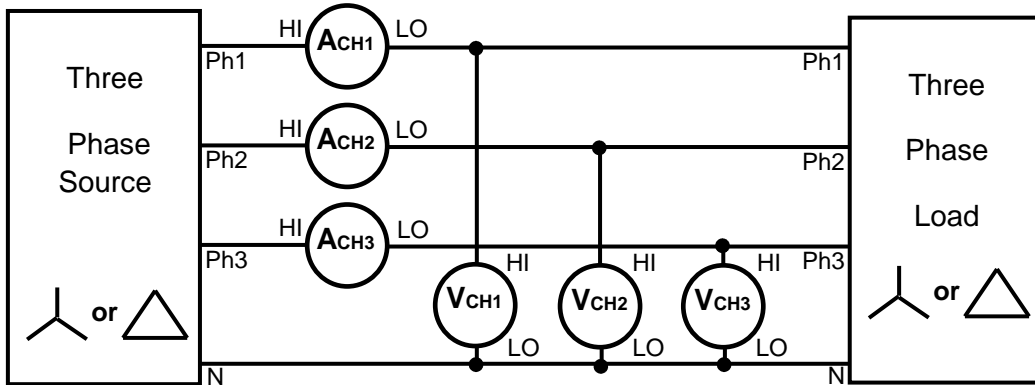 HI ACH1 LO
Ph1 Ph1
Three
Phase
Source
HI ACH2 LO
Ph2 Ph2
HI ACH3 LO
Ph3 Ph3
or
N N
VCH1 HI LO
VCH2 HI LO
VCH3 HI LO
Three
Phase
Load
or